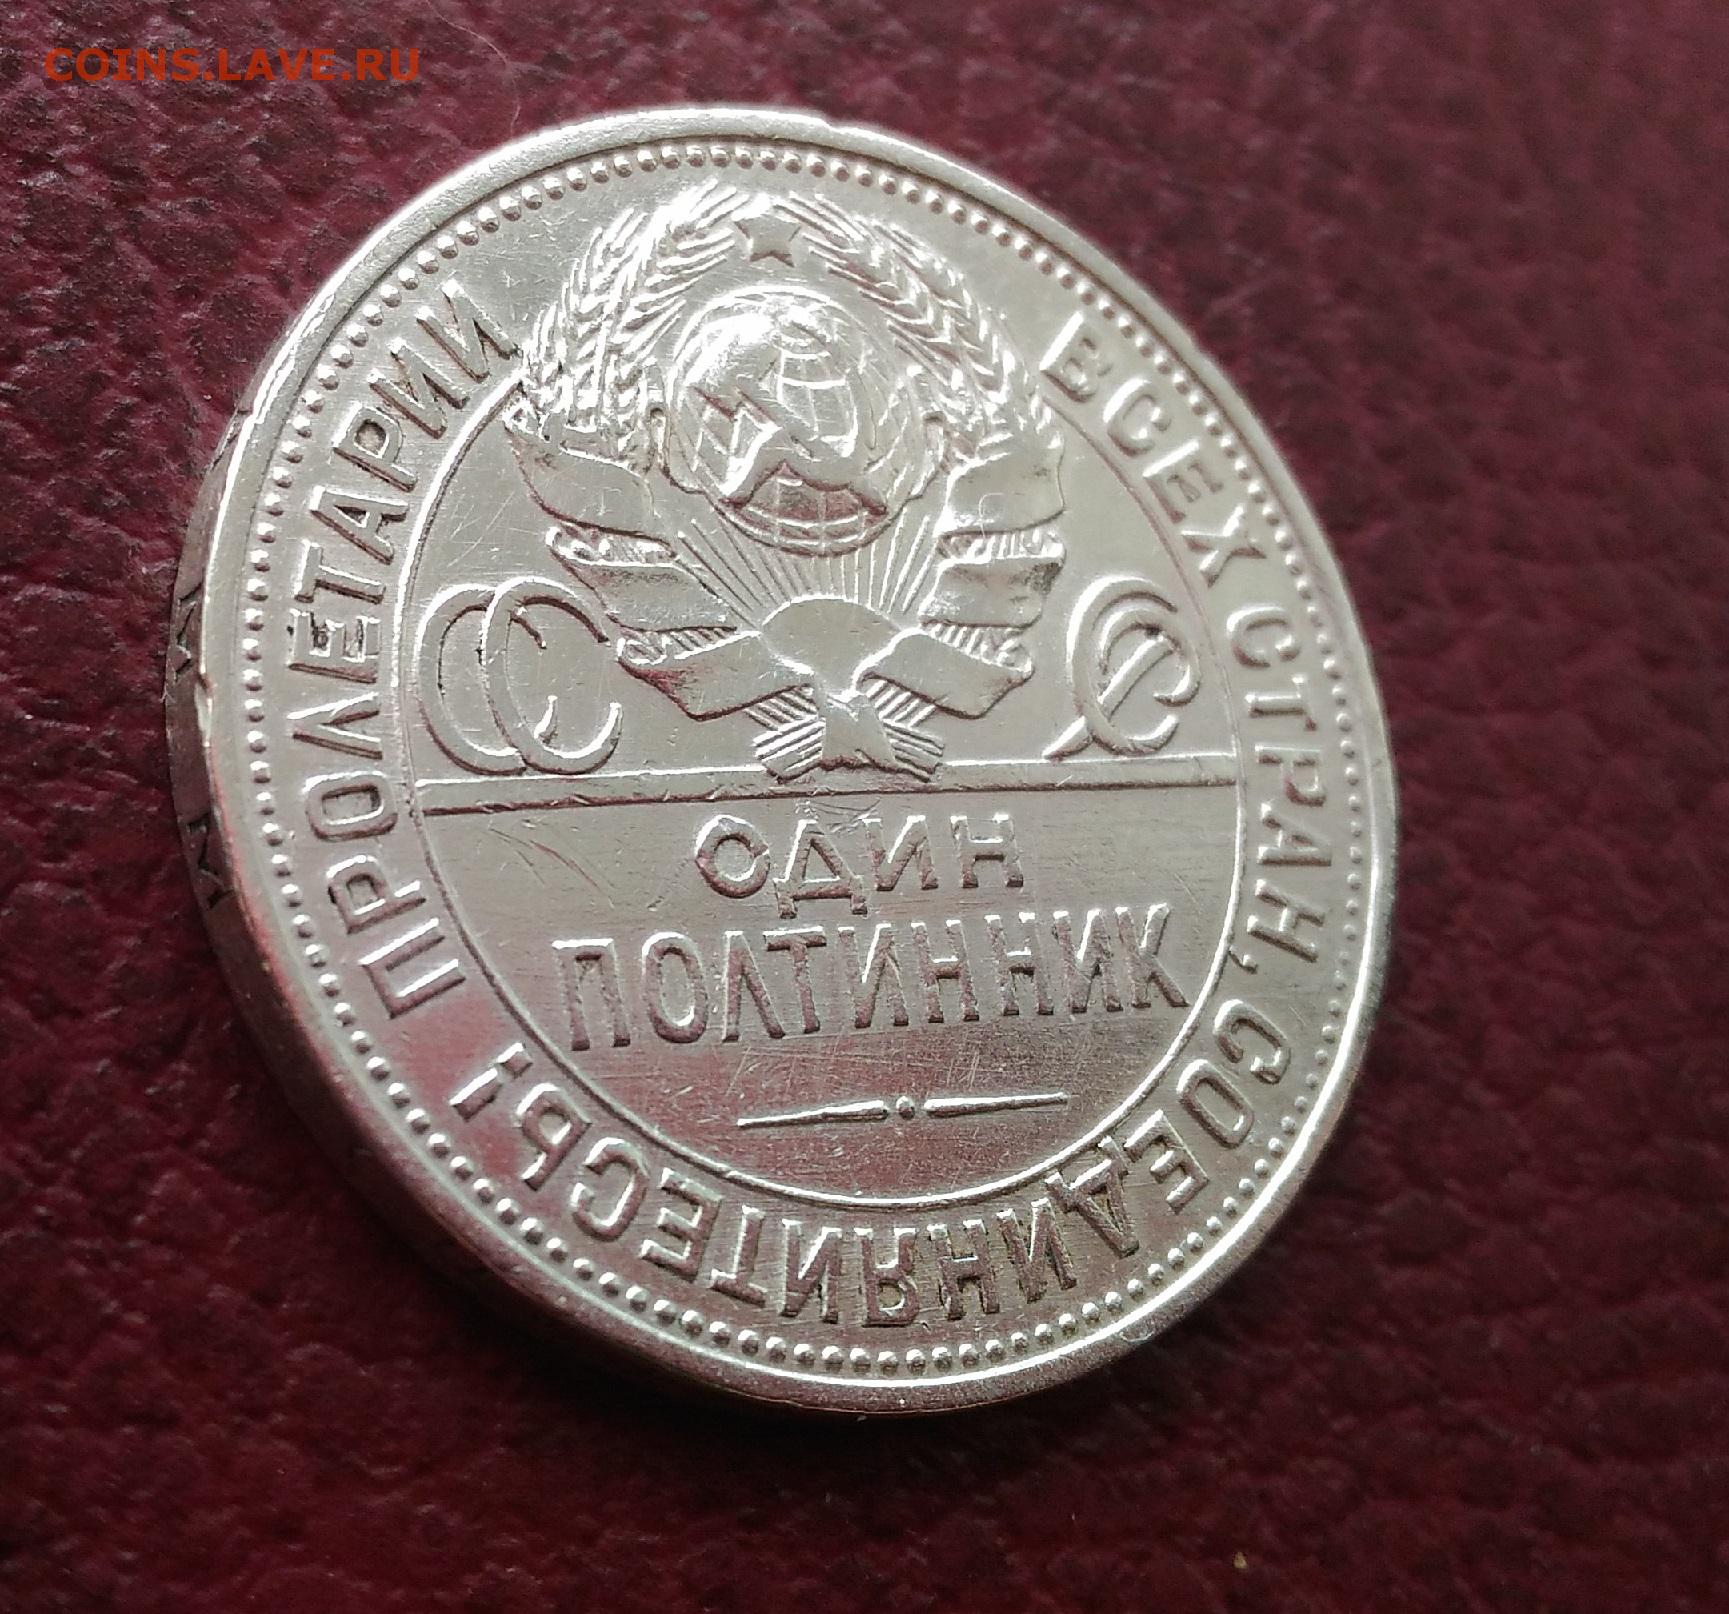 COINS.LAVE.RU
ПРОЛЕТАРИИ ВСЕХ СТРАН, СОЕДИНЯЙТЕСЬ!
СССР
ОДИН
ПОЛТИННИК